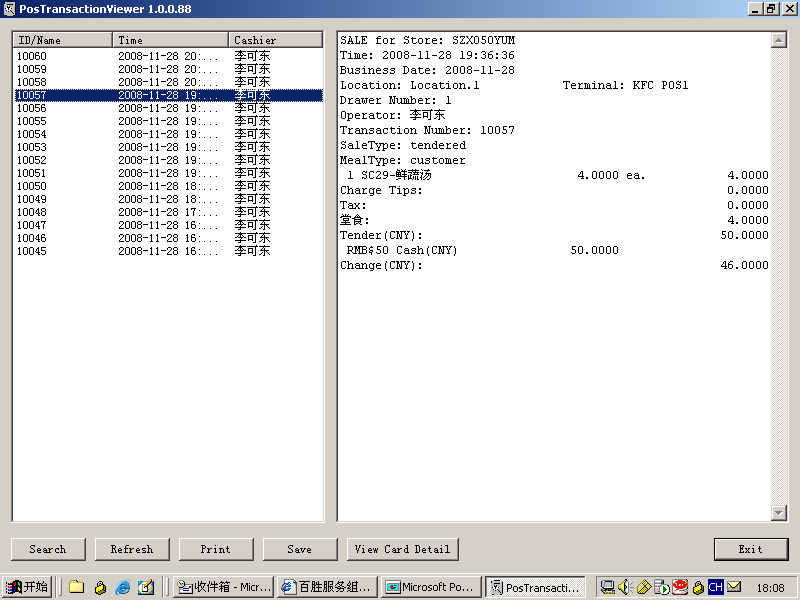 PosTransactionViewer 1.0.0.88
ID/Name Time Cashier
10060 2008-11-28 20:... 李可东
10059 2008-11-28 20:... 李可东
10058 2008-11-28 20:... 李可东
10057 2008-11-28 19:... 李可东
10056 2008-11-28 19:... 李可东
10055 2008-11-28 19:... 李可东
10054 2008-11-28 19:... 李可东
10053 2008-11-28 19:... 李可东
10052 2008-11-28 19:... 李可东
10051 2008-11-28 19:... 李可东
10050 2008-11-28 18:... 李可东
10049 2008-11-28 18:... 李可东
10048 2008-11-28 17:... 李可东
10047 2008-11-28 16:... 李可东
10046 2008-11-28 16:... 李可东
10045 2008-11-28 16:... 李可东
SALE for Store: SZX050YUM
Time: 2008-11-28 19:36:36
Business Date: 2008-11-28
Location: Location.1 Terminal: KFC POS1
Drawer Number: 1
Operator: 李可东
Transaction Number: 10057
SaleType: tendered
MealType: customer
1 SC29-鲜蔬汤 4.0000 ea. 4.0000
Charge Tips: 0.0000
Tax: 0.0000
堂食: 4.0000
Tender(CNY): 50.0000
RMB$50 Cash(CNY) 50.0000
Change(CNY): 46.0000
Search Refresh Print Save View Card Detail Exit
开始 收件箱 - Micr... 百胜服务组... Microsoft Po... PosTransacti... CH 18:08